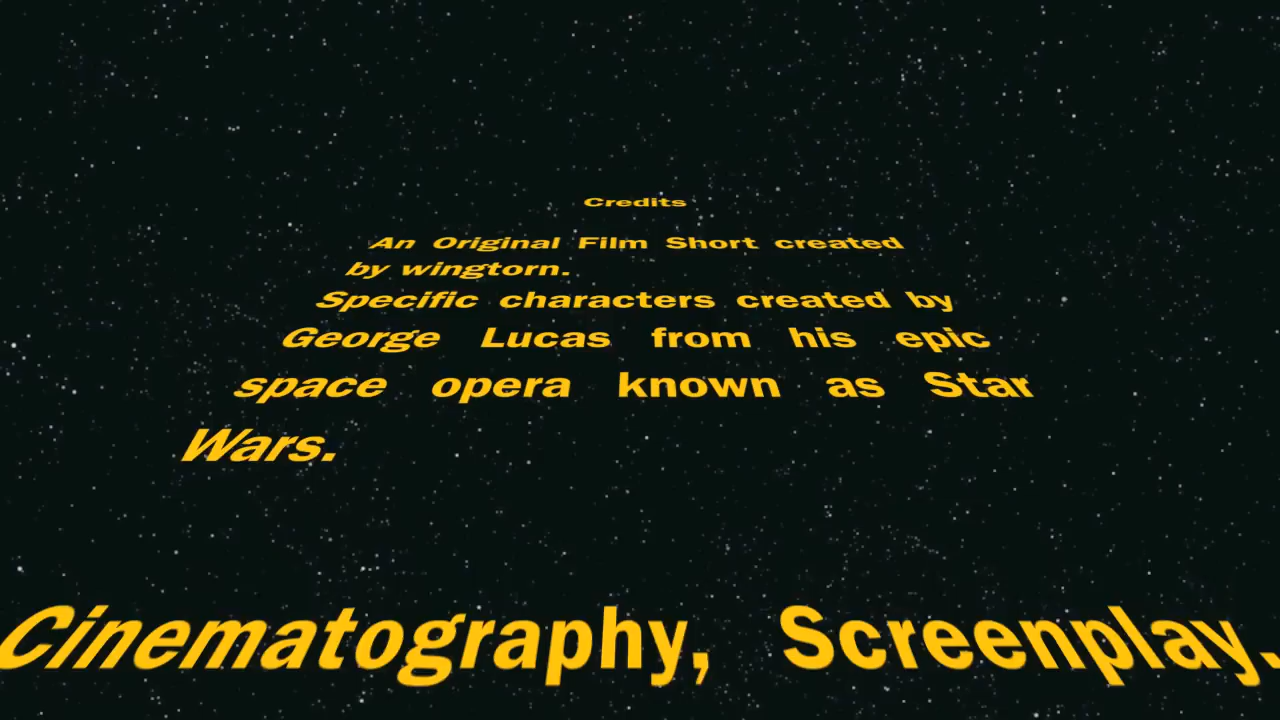 Credits
An Original Film Short created
by wingtorn.
Specific characters created by
George Lucas from his epic
space opera known as Star
Wars.
Cinematography, Screenplay.